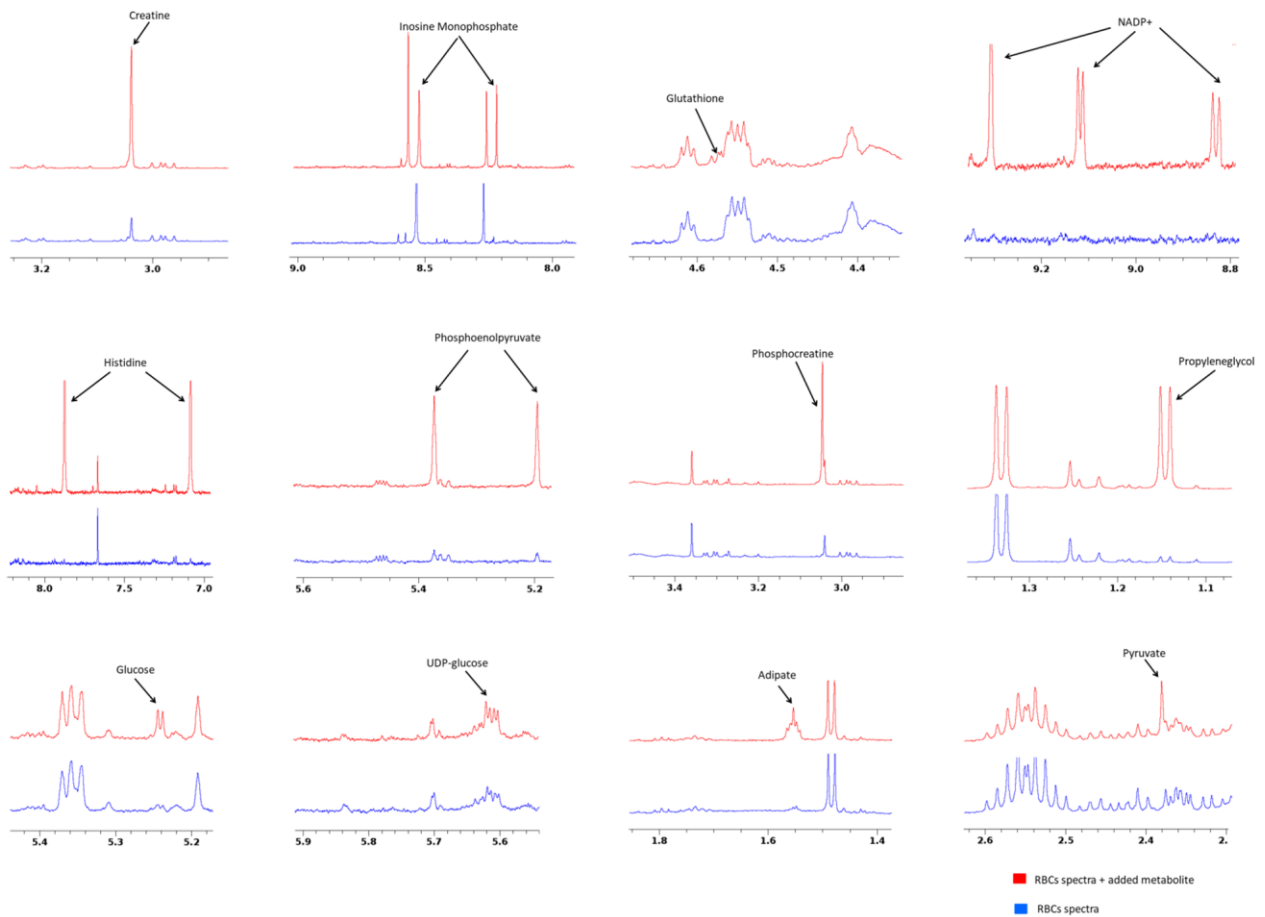 Creatine
3.2 3.0
Inosine Monophosphate
9.0 8.5 8.0
Glutathione
4.6 4.5 4.4
NADP+
9.2 9.0 8.8
Histidine
8.0 7.5 7.0
Phosphoenolpyruvate
5.6 5.4 5.2
Phosphocreatine
3.4 3.2 3.0
Propyleneglycol
1.3 1.2 1.1
Glucose
5.4 5.3 5.2
UDP-glucose
5.9 5.8 5.7 5.6
Adipate
1.8 1.6 1.4
Pyruvate
2.6 2.5 2.4 2.
RBCs spectra + added metabolite
RBCs spectra